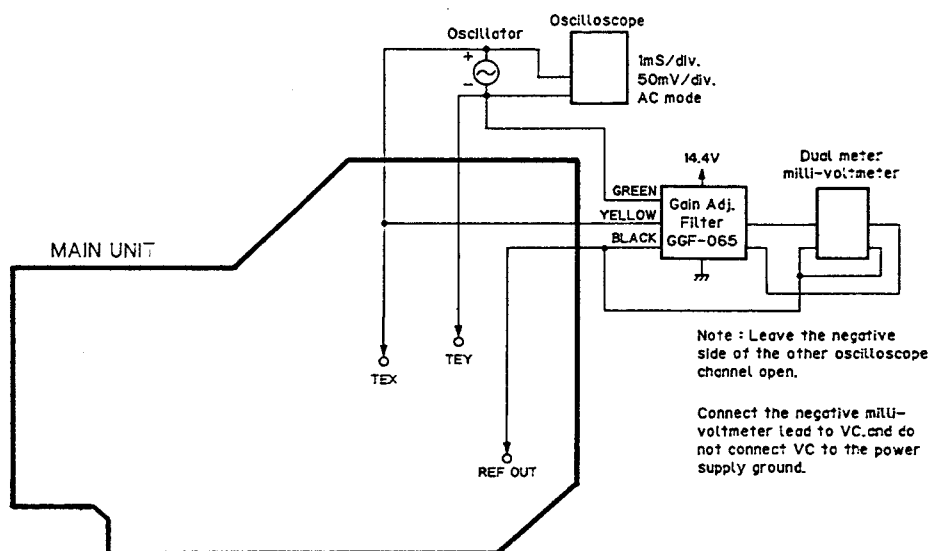 Oscilloscope
Oscillator
+
-
1mS/div.
50mV/div.
AC mode
14.4V
Dual meter
milli-voltmeter
GREEN
YELLOW
BLACK
Gain Adj.
Filter
GGF-065
MAIN UNIT
TEX
TEY
REF OUT
Note : Leave the negative
side of the other oscilloscope
channel open.
Connect the negative milli-
voltmeter lead to VC.and do
not connect VC to the power
supply ground.